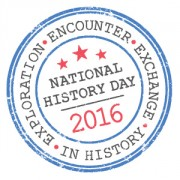 EXPLORATION • ENCOUNTER • EXCHANGE
• IN HISTORY •
NATIONAL
HISTORY DAY
2016